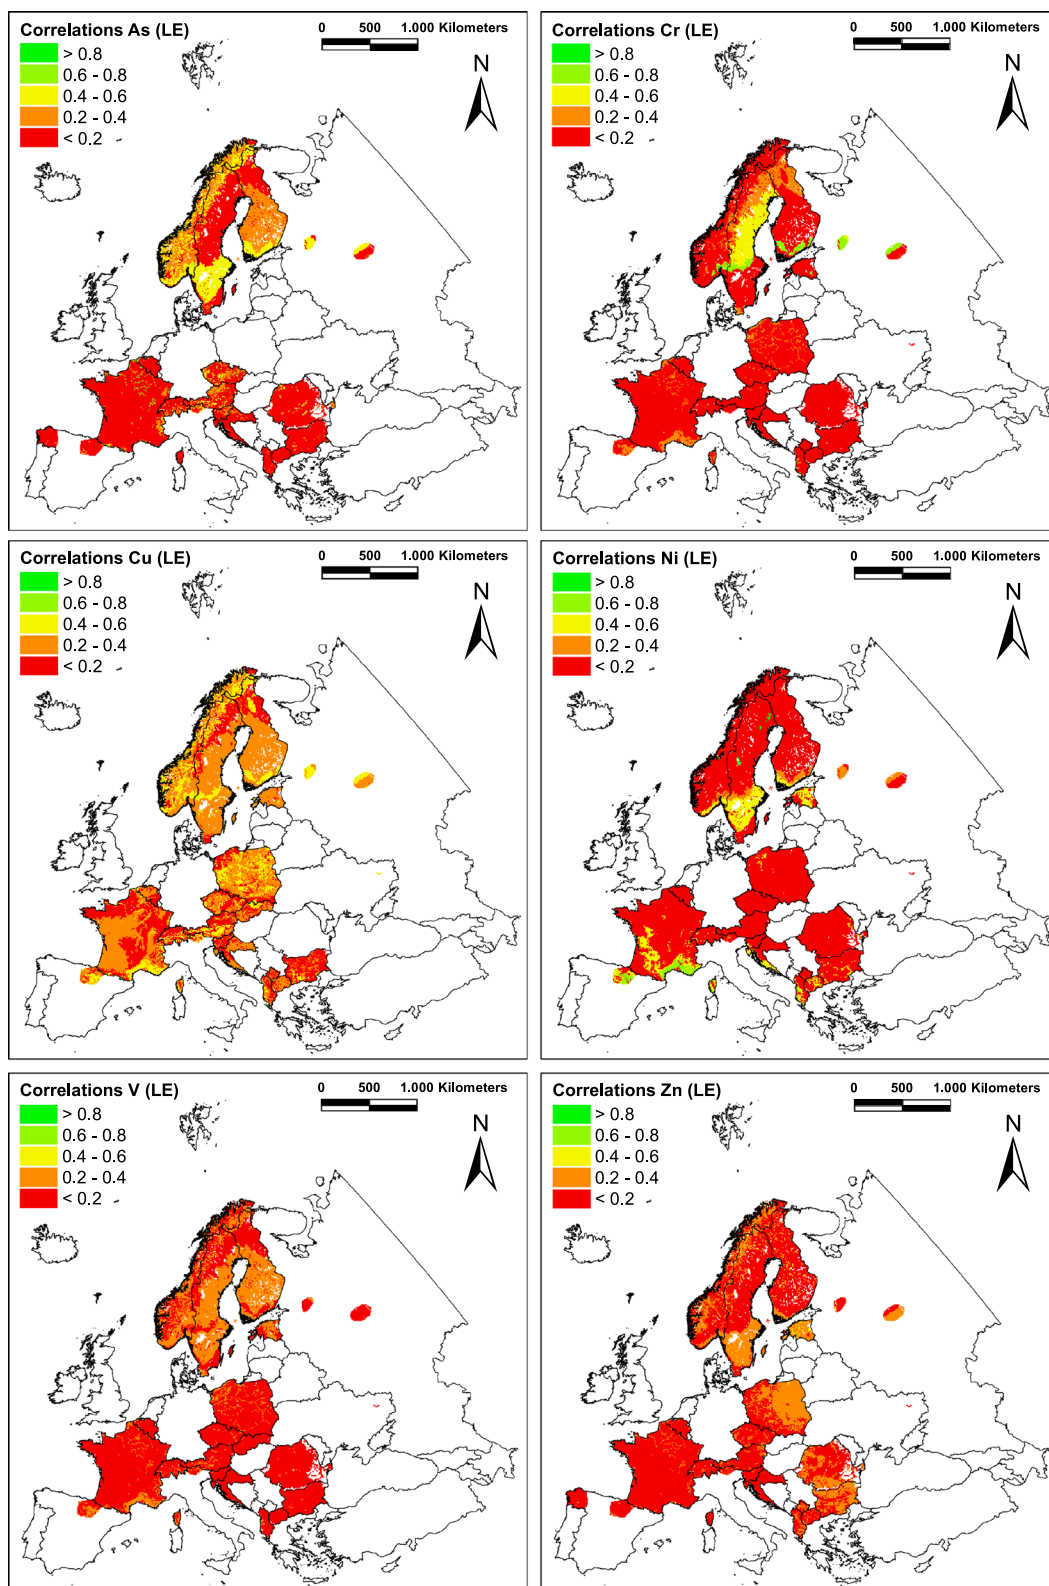 Correlations As (LE)
> 0.8
0.6 - 0.8
0.4 - 0.6
0.2 - 0.4
< 0.2
0 500 1.000 Kilometers
N
Correlations Cr (LE)
> 0.8
0.6 - 0.8
0.4 - 0.6
0.2 - 0.4
< 0.2
0 500 1.000 Kilometers
N
Correlations Cu (LE)
> 0.8
0.6 - 0.8
0.4 - 0.6
0.2 - 0.4
< 0.2
0 500 1.000 Kilometers
N
Correlations Ni (LE)
> 0.8
0.6 - 0.8
0.4 - 0.6
0.2 - 0.4
< 0.2
0 500 1.000 Kilometers
N
Correlations V (LE)
> 0.8
0.6 - 0.8
0.4 - 0.6
0.2 - 0.4
< 0.2
0 500 1.000 Kilometers
N
Correlations Zn (LE)
> 0.8
0.6 - 0.8
0.4 - 0.6
0.2 - 0.4
< 0.2
0 500 1.000 Kilometers
N